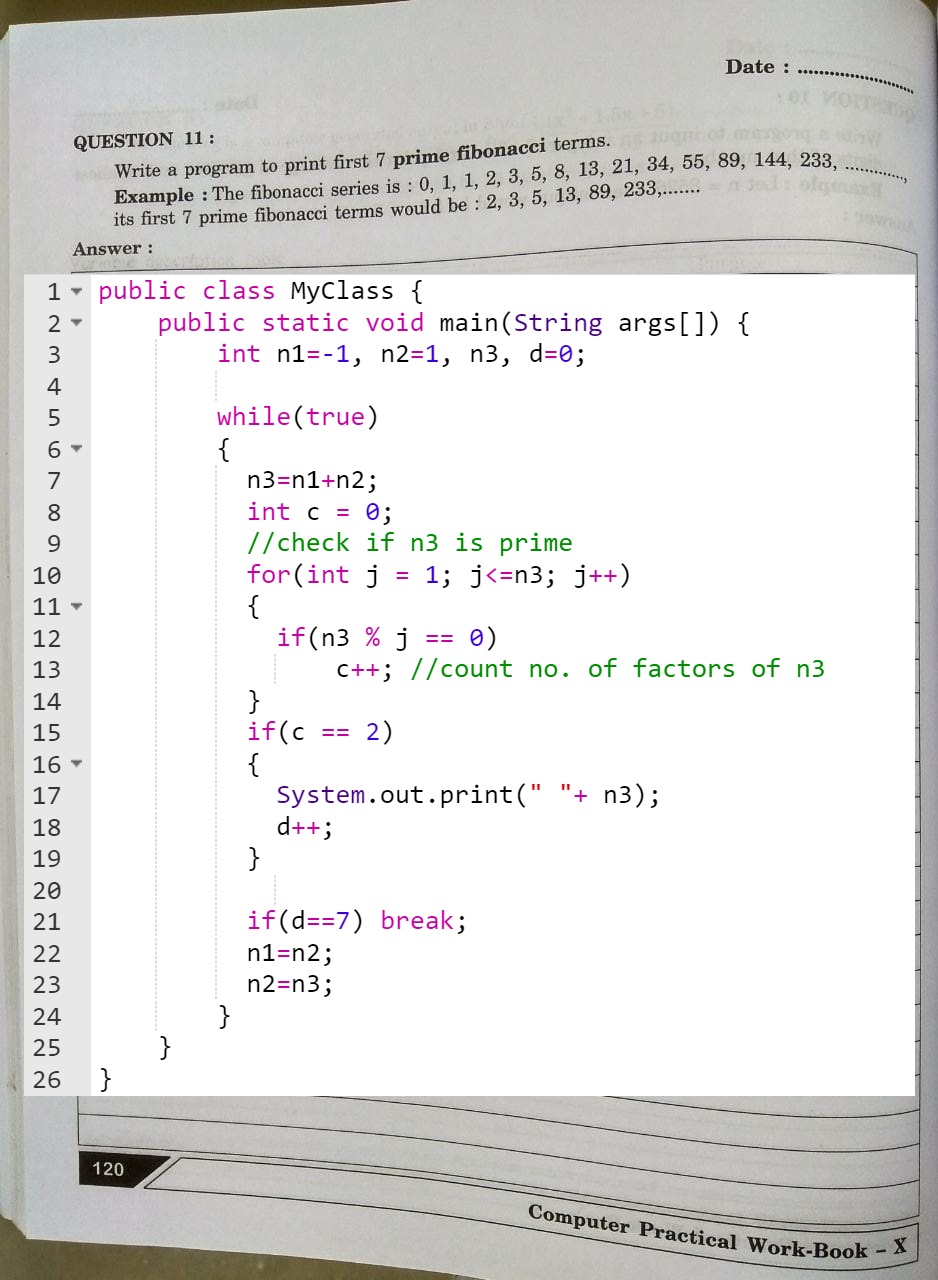 Date : ........................
QUESTION 11 :
Write a program to print first 7 prime fibonacci terms.
Example : The fibonacci series is : 0, 1, 1, 2, 3, 5, 8, 13, 21, 34, 55, 89, 144, 233, ..............,
its first 7 prime fibonacci terms would be : 2, 3, 5, 13, 89, 233,.......
Answer :
1 public class MyClass {
2 public static void main(String args[]) {
3 int n1=-1, n2=1, n3, d=0;
4
5 while(true)
6 {
7 n3=n1+n2;
8 int c = 0;
9 //check if n3 is prime
10 for(int j = 1; j<=n3; j++)
11 {
12 if(n3 % j == 0)
13 c++; //count no. of factors of n3
14 }
15 if(c == 2)
16 {
17 System.out.print(" "+ n3);
18 d++;
19 }
20
21 if(d==7) break;
22 n1=n2;
23 n2=n3;
24 }
25 }
26 }
120
Computer Practical Work-Book – X